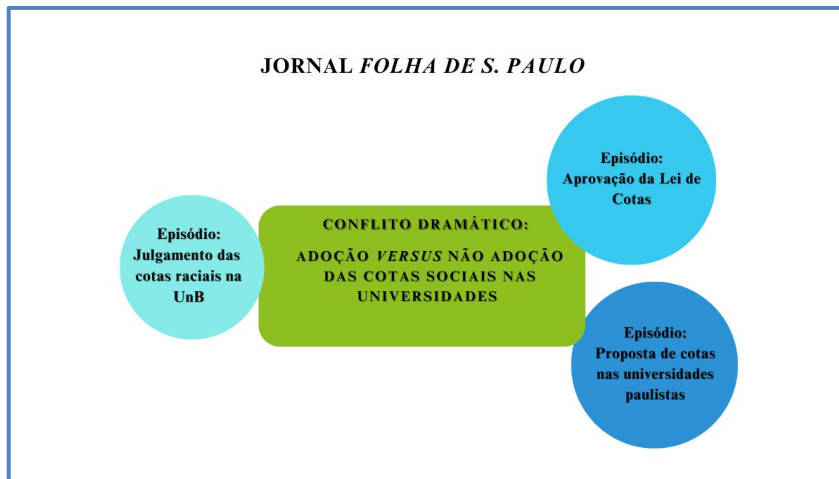 JORNAL FOLHA DE S. PAULO
Episódio:
Julgamento das
cotas raciais na
UnB
CONFLITO DRAMÁTICO:
ADOÇÃO VERSUS NÃO ADOÇÃO
DAS COTAS SOCIAIS NAS
UNIVERSIDADES
Episódio:
Aprovação da Lei de
Cotas
Episódio:
Proposta de cotas
nas universidades
paulistas